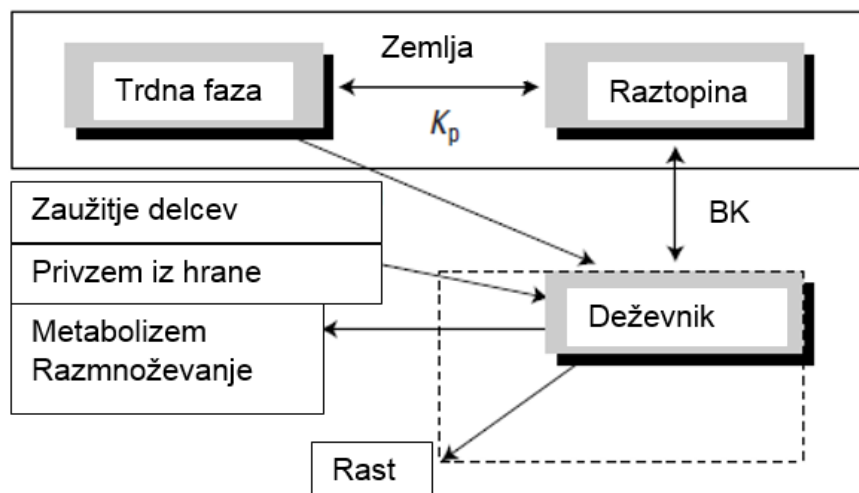 Zemlja
Trdna faza
Raztopina
Kp
Zaužitje delcev
BK
Privzem iz hrane
Deževnik
Metabolizem
Razmnoževanje
Rast